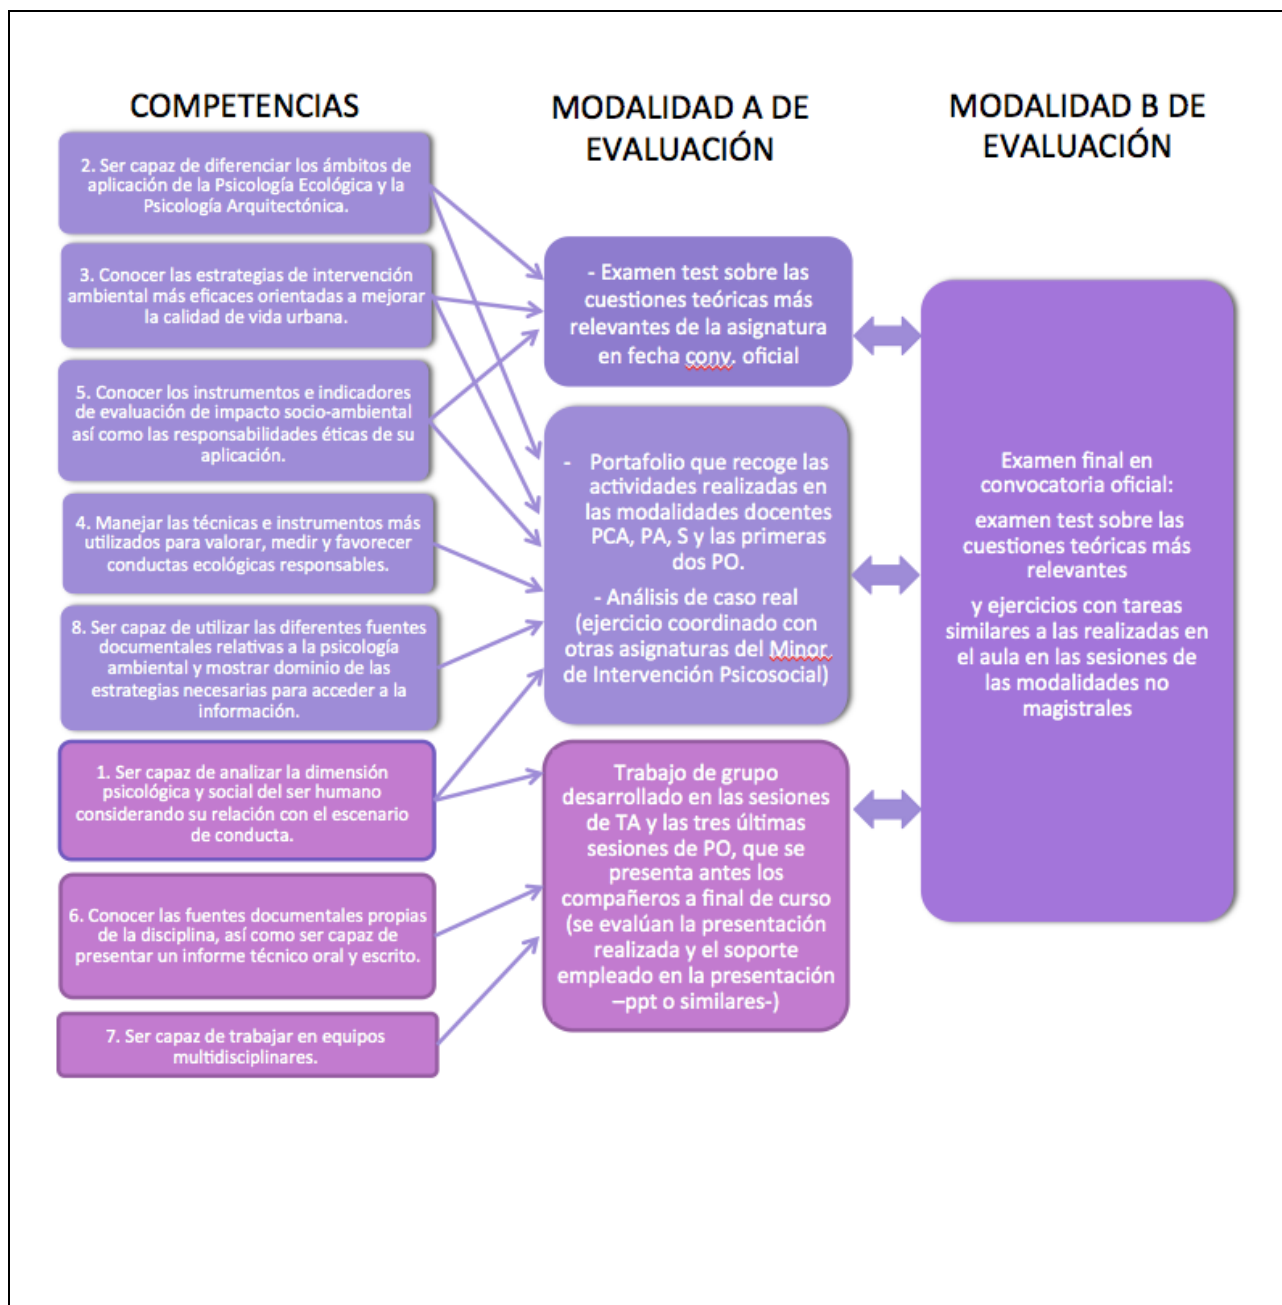 COMPETENCIAS
2. Ser capaz de diferenciar los ámbitos de
aplicación de la Psicología Ecológica y la
Psicología Arquitectónica.
3. Conocer las estrategias de intervención
ambiental más eficaces orientadas a mejorar
la calidad de vida urbana.
5. Conocer los instrumentos e indicadores
de evaluación de impacto socio-ambiental
así como las responsabilidades éticas de su
aplicación.
4. Manejar las técnicas e instrumentos más
utilizados para valorar, medir y favorecer
conductas ecológicas responsables.
8. Ser capaz de utilizar las diferentes fuentes
documentales relativas a la psicología
ambiental y mostrar dominio de las
estrategias necesarias para acceder a la
información.
1. Ser capaz de analizar la dimensión
psicológica y social del ser humano
considerando su relación con el escenario
de conducta.
6. Conocer las fuentes documentales propias
de la disciplina, así como ser capaz de
presentar un informe técnico oral y escrito.
7. Ser capaz de trabajar en equipos
multidisciplinares.
MODALIDAD A DE
EVALUACIÓN
- Examen test sobre las
cuestiones teóricas más
relevantes de la asignatura
en fecha conv. oficial
- Portafolio que recoge las
actividades realizadas en
las modalidades docentes
PCA, PA, S y las primeras
dos PO.
- Análisis de caso real
(ejercicio coordinado con
otras asignaturas del Minor
de Intervención Psicosocial)
Trabajo de grupo
desarrollado en las sesiones
de TA y las tres últimas
sesiones de PO, que se
presenta antes los
compañeros a final de curso
(se evalúan la presentación
realizada y el soporte
empleado en la presentación
–ppt o similares-)
MODALIDAD B DE
EVALUACIÓN
Examen final en
convocatoria oficial:
examen test sobre las
cuestiones teóricas más
relevantes
y ejercicios con tareas
similares a las realizadas en
el aula en las sesiones de
las modalidades no
magistrales